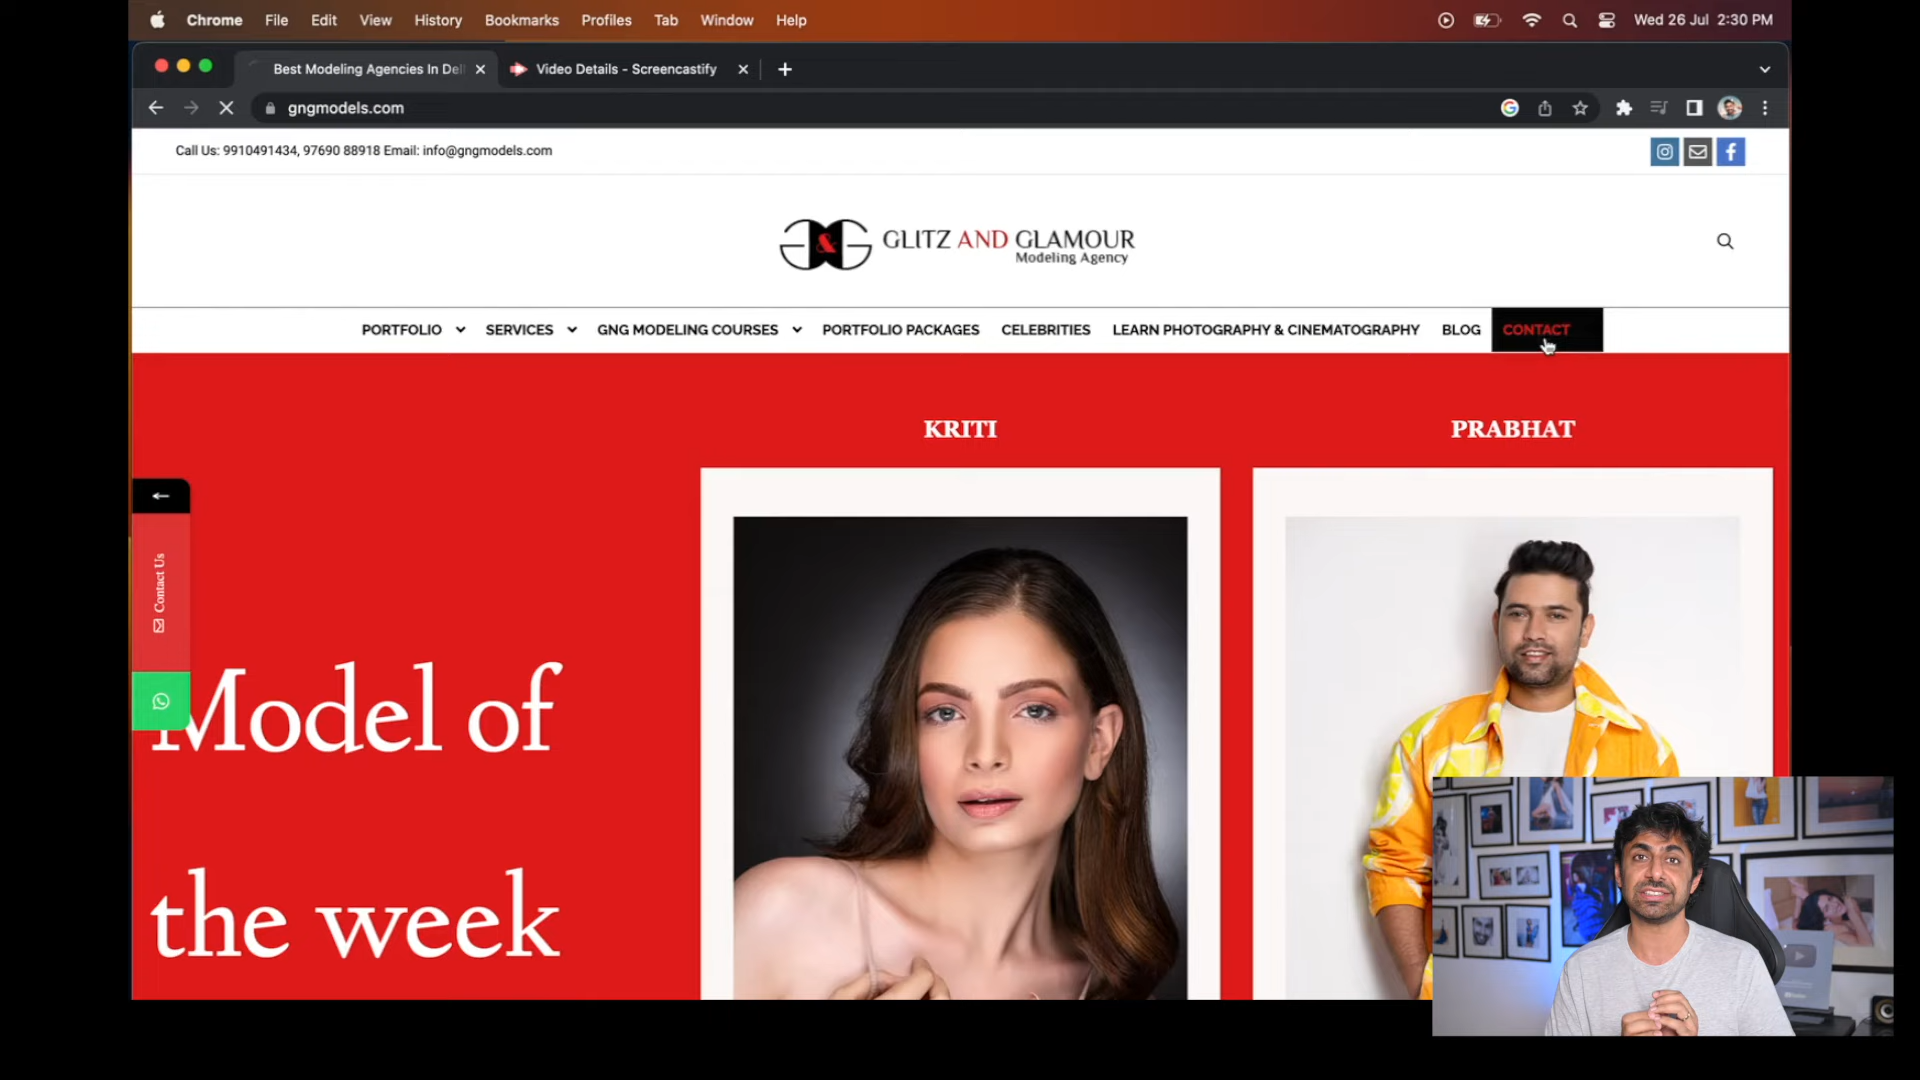 Chrome File Edit View History Bookmarks Profiles Tab Window Help Wed 26 Jul 2:30 PM
Best Modeling Agencies In Del Video Details - Screencastify
gngmodels.com
Call Us: 9910491434, 97690 88918 Email: info@gngmodels.com
G&G GLITZ AND GLAMOUR
Modeling Agency
PORTFOLIO SERVICES GNG MODELING COURSES PORTFOLIO PACKAGES CELEBRITIES LEARN PHOTOGRAPHY & CINEMATOGRAPHY BLOG CONTACT
KRITI PRABHAT
Contact Us
Model of
the week